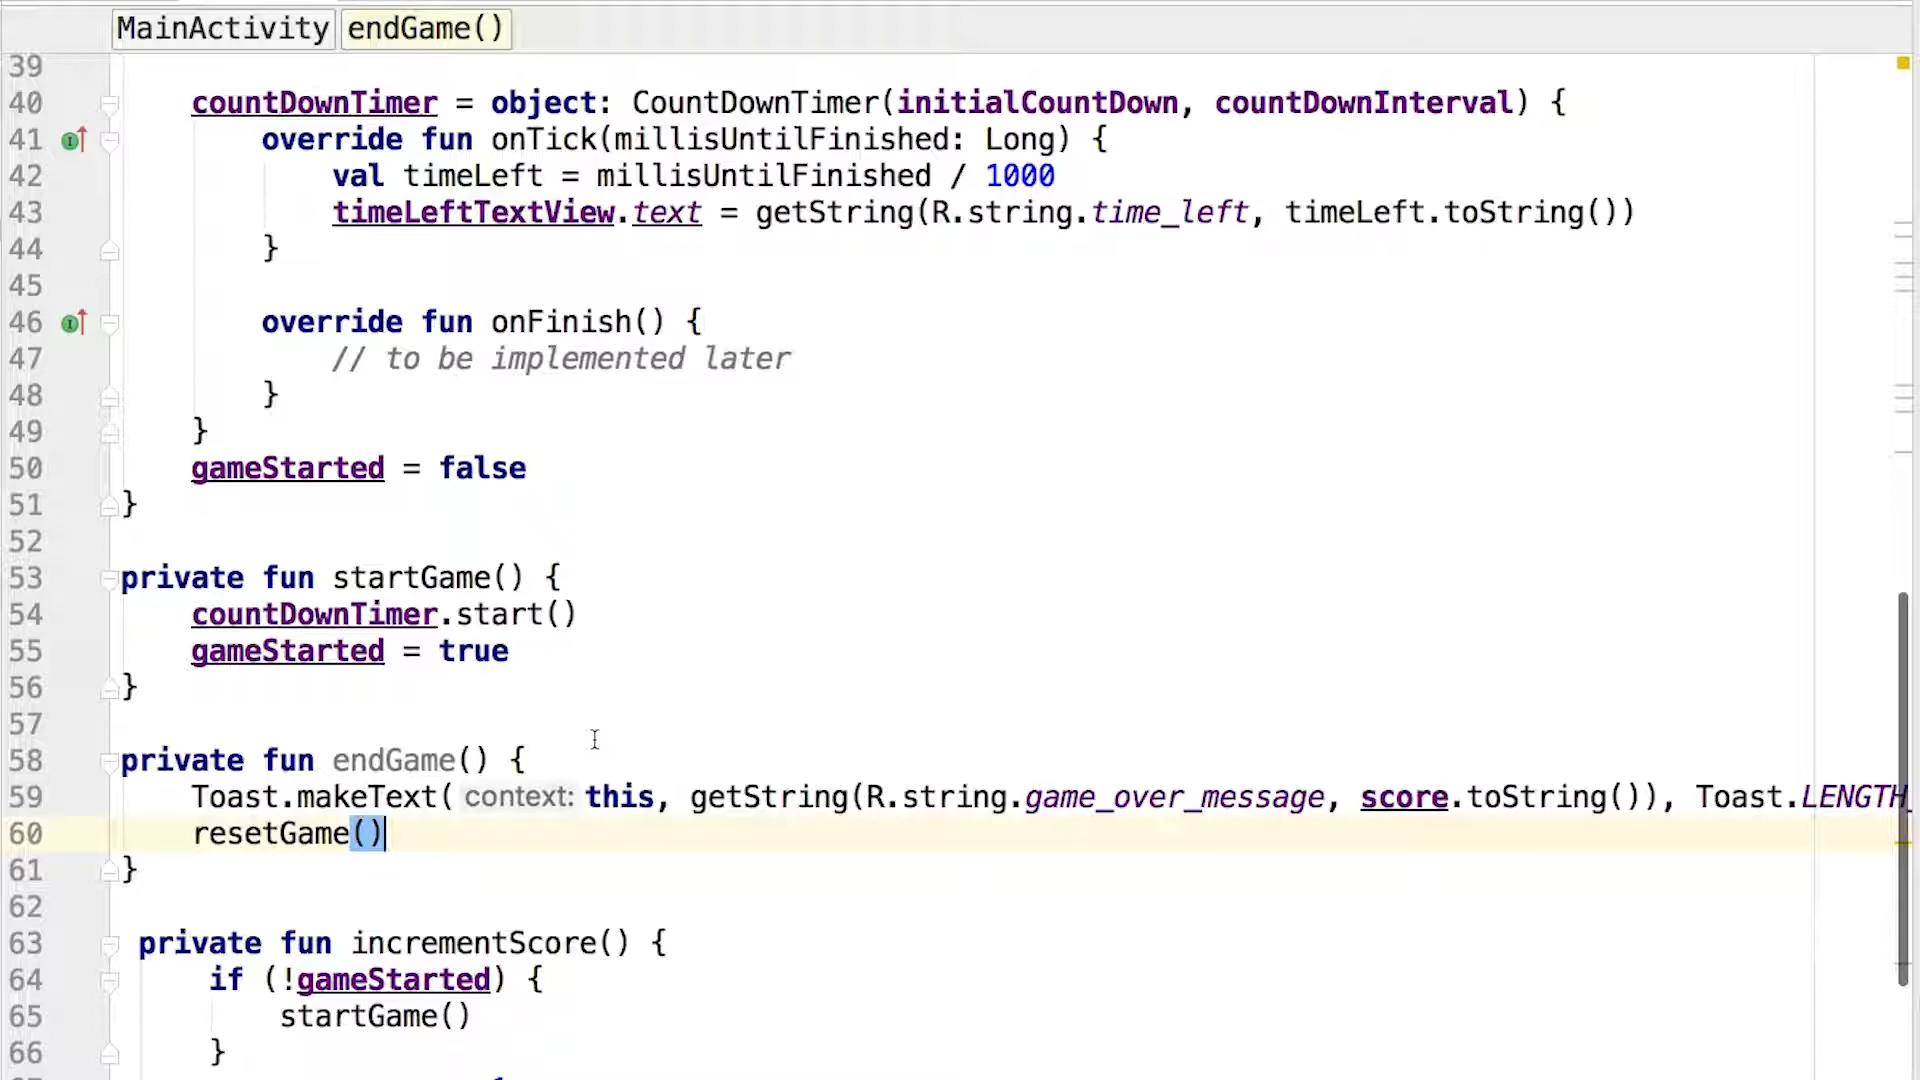 MainActivity endGame()
39
40 countDownTimer = object: CountDownTimer(initialCountDown, countDownInterval) {
41 override fun onTick(millisUntilFinished: Long) {
42 val timeLeft = millisUntilFinished / 1000
43 timeLeftTextView.text = getString(R.string.time_left, timeLeft.toString())
44 }
45
46 override fun onFinish() {
47 // to be implemented later
48 }
49 }
50 gameStarted = false
51 }
52
53 private fun startGame() {
54 countDownTimer.start()
55 gameStarted = true
56 }
57
58 private fun endGame() {
59 Toast.makeText( context: this, getString(R.string.game_over_message, score.toString()), Toast.LENGTH_
60 resetGame()
61 }
62
63 private fun incrementScore() {
64 if (!gameStarted) {
65 startGame()
66 }